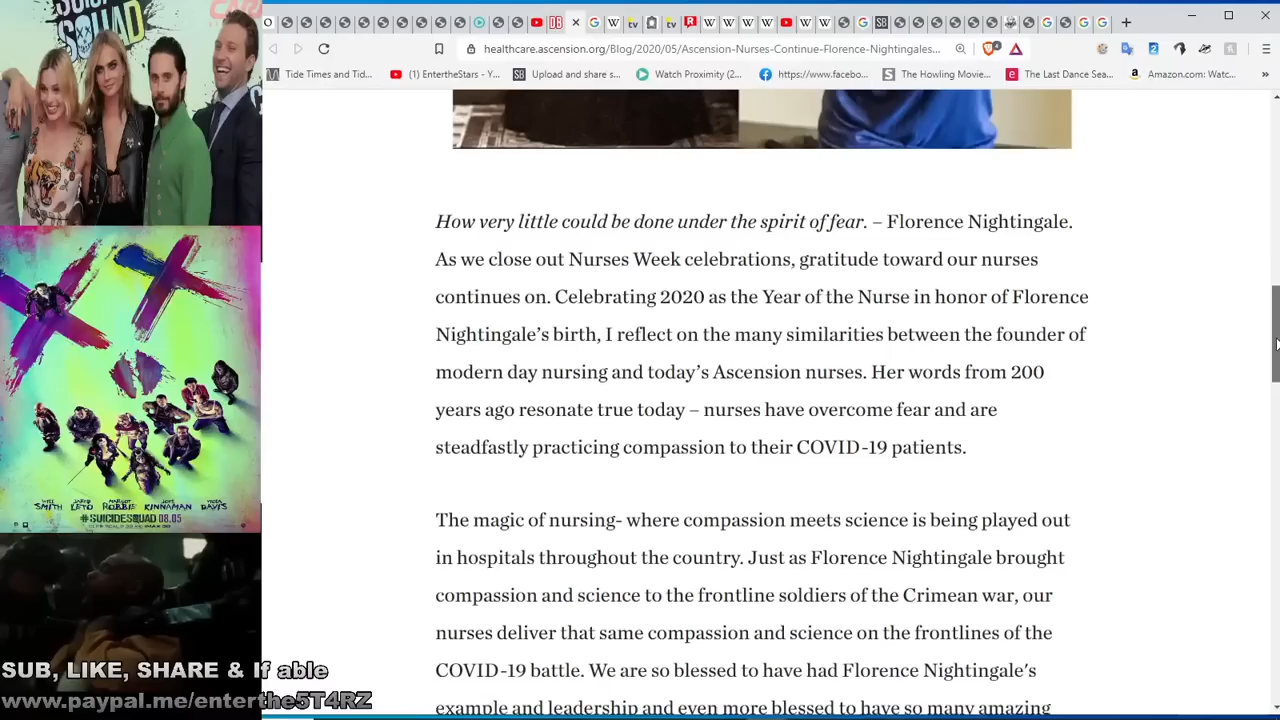 SUICIDE
SQUAD
healthcare.ascension.org/Blog/2020/05/Ascension-Nurses-Continue-Florence-Nightingales...
Tide Times and Tid...
(1) EntertheStars - Y...
Upload and share s...
Watch Proximity (2...
https://www.facebo...
The Howling Movie...
The Last Dance Sea...
Amazon.com: Watc...
How very little could be done under the spirit of fear. – Florence Nightingale.
As we close out Nurses Week celebrations, gratitude toward our nurses
continues on. Celebrating 2020 as the Year of the Nurse in honor of Florence
Nightingale’s birth, I reflect on the many similarities between the founder of
modern day nursing and today’s Ascension nurses. Her words from 200
years ago resonate true today – nurses have overcome fear and are
steadfastly practicing compassion to their COVID-19 patients.
The magic of nursing- where compassion meets science is being played out
in hospitals throughout the country. Just as Florence Nightingale brought
compassion and science to the frontline soldiers of the Crimean war, our
nurses deliver that same compassion and science on the frontlines of the
COVID-19 battle. We are so blessed to have had Florence Nightingale's
example and leadership and even more blessed to have so many amazing
SMITH LETO ROBBIE KINNAMAN DAVIS
#SUICIDESQUAD 08.05
SUB, LIKE, SHARE & If able
www.paypal.me/enterthe5T4RZ